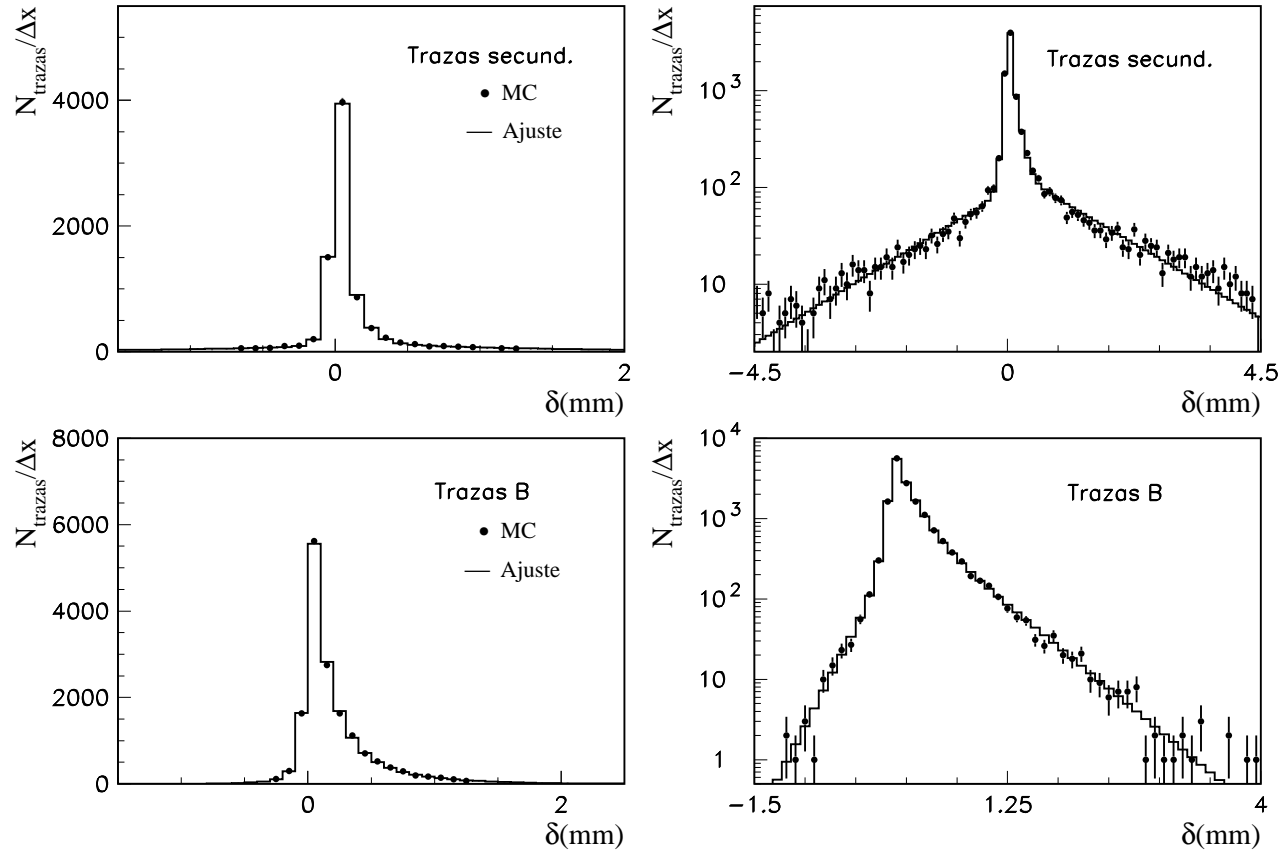 N_trazas/Δx
Trazas secund.
MC
Ajuste
4000
2000
0
0
2
δ(mm)
N_trazas/Δx
Trazas secund.
10^3
10^2
10
-4.5
0
4.5
δ(mm)
N_trazas/Δx
Trazas B
MC
Ajuste
8000
6000
4000
2000
0
0
2
δ(mm)
N_trazas/Δx
Trazas B
10^4
10^3
10^2
10
1
-1.5
1.25
4
δ(mm)